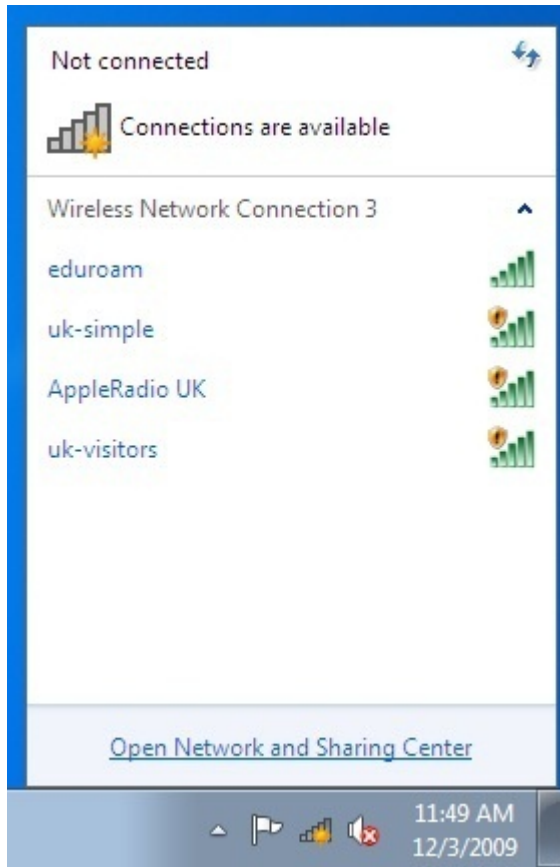 Not connected
Connections are available
Wireless Network Connection 3
eduroam
uk-simple
AppleRadio UK
uk-visitors
Open Network and Sharing Center
11:49 AM
12/3/2009